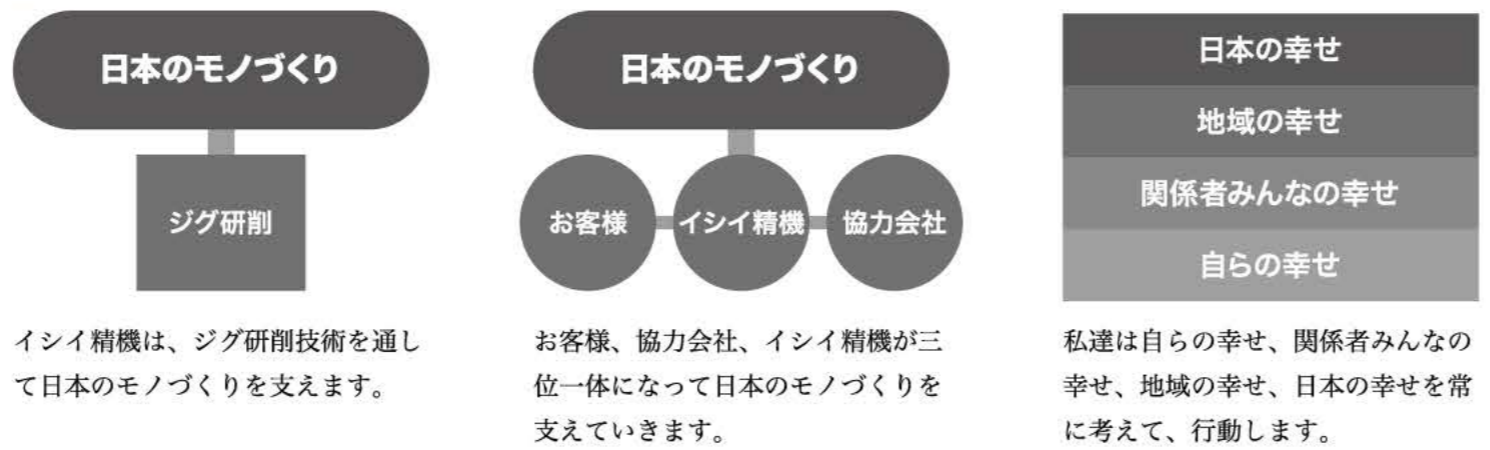 日本のモノづくり
ジグ研削
イシイ精機は、ジグ研削技術を通し
て日本のモノづくりを支えます。
日本のモノづくり
お客様
イシイ精機
協力会社
お客様、協力会社、イシイ精機が三
位一体になって日本のモノづくりを
支えていきます。
日本の幸せ
地域の幸せ
関係者みんなの幸せ
自らの幸せ
私達は自らの幸せ、関係者みんなの
幸せ、地域の幸せ、日本の幸せを常
に考えて、行動します。